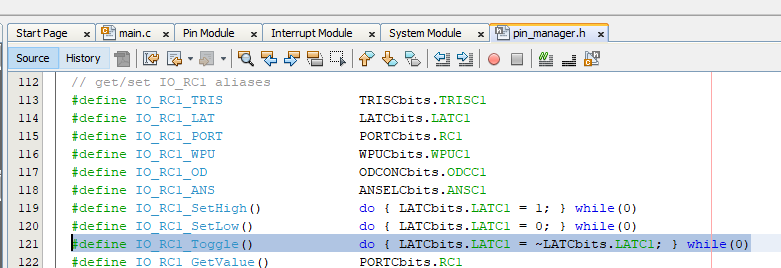 Start Page main.c Pin Module Interrupt Module System Module pin_manager.h
Source History
112 // get/set IO_RC1 aliases
113 #define IO_RC1_TRIS TRISCbits.TRISC1
114 #define IO_RC1_LAT LATCbits.LATC1
115 #define IO_RC1_PORT PORTCbits.RC1
116 #define IO_RC1_WPU WPUCbits.WPUC1
117 #define IO_RC1_OD ODCONCbits.ODCC1
118 #define IO_RC1_ANS ANSELCbits.ANSC1
119 #define IO_RC1_SetHigh() do { LATCbits.LATC1 = 1; } while(0)
120 #define IO_RC1_SetLow() do { LATCbits.LATC1 = 0; } while(0)
121 #define IO_RC1_Toggle() do { LATCbits.LATC1 = ~LATCbits.LATC1; } while(0)
122 #define IO_RC1_GetValue() PORTCbits.RC1